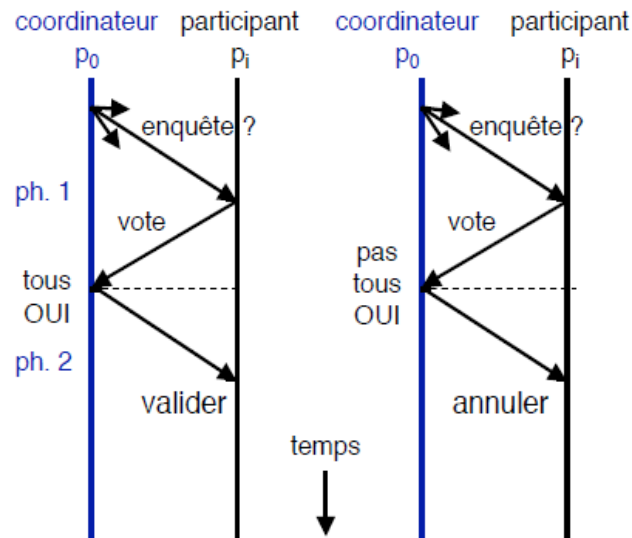 coordinateur participant coordinateur participant
p0 pi p0 pi
enquête ? enquête ?
ph. 1
vote vote
pas
tous tous
OUI OUI
ph. 2
valider annuler
temps